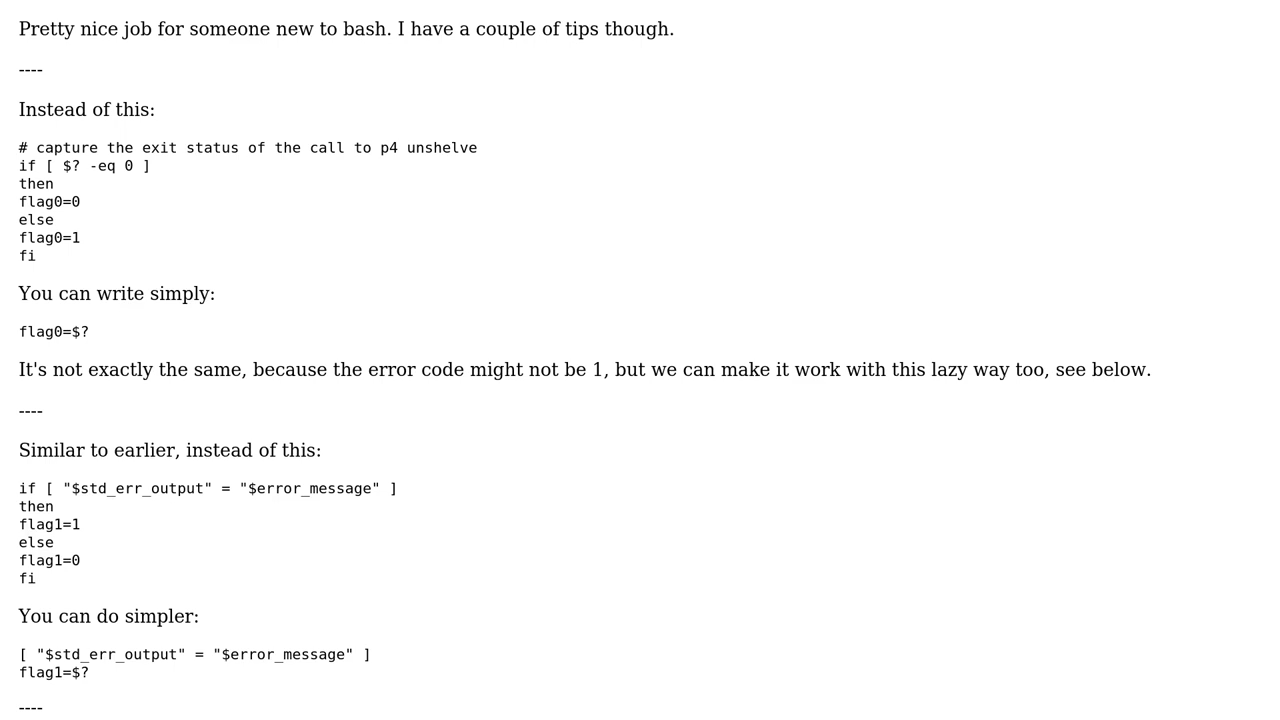 Pretty nice job for someone new to bash. I have a couple of tips though.
----
Instead of this:
# capture the exit status of the call to p4 unshelve
if [ $? -eq 0 ]
then
flag0=0
else
flag0=1
fi
You can write simply:
flag0=$?
It's not exactly the same, because the error code might not be 1, but we can make it work with this lazy way too, see below.
----
Similar to earlier, instead of this:
if [ "$std_err_output" = "$error_message" ]
then
flag1=1
else
flag1=0
fi
You can do simpler:
[ "$std_err_output" = "$error_message" ]
flag1=$?
----